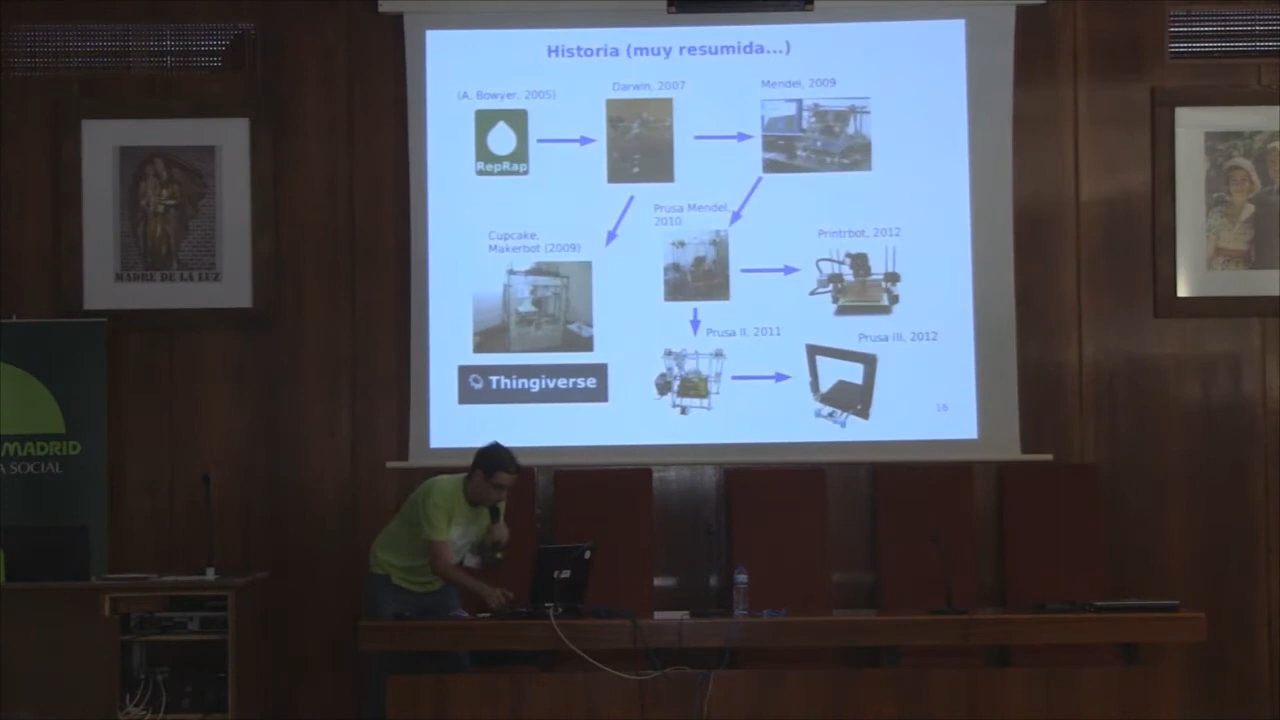 Historia (muy resumida...)
(A. Bowyer, 2005)
Darwin, 2007
Mendel, 2009
RepRap
Prusa Mendel,
2010
Cupcake,
Makerbot (2009)
Printrbot, 2012
Prusa II, 2011
Prusa III, 2012
Thingiverse
16
MADRE DE LA LUZ
MADRID
A SOCIAL